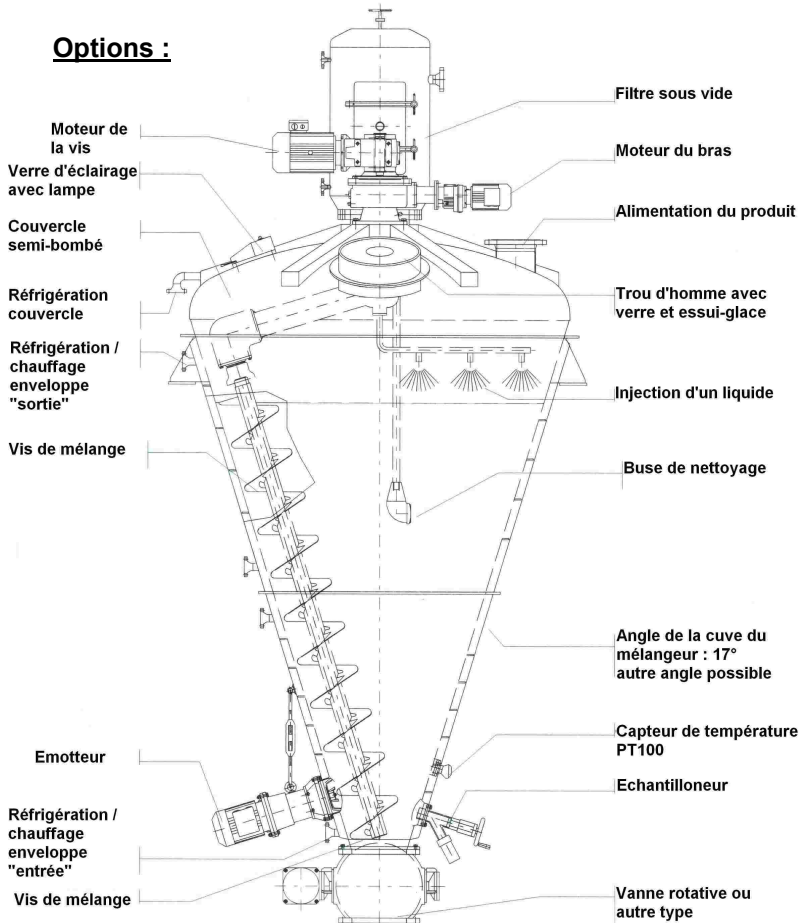 Options :
Moteur de
la vis
Verre d'éclairage
avec lampe
Couvercle
semi-bombé
Réfrigération
couvercle
Réfrigération /
chauffage
enveloppe
"sortie"
Vis de mélange
Emotteur
Réfrigération /
chauffage
enveloppe
"entrée"
Vis de mélange
Filtre sous vide
Moteur du bras
Alimentation du produit
Trou d'homme avec
verre et essui-glace
Injection d'un liquide
Buse de nettoyage
Angle de la cuve du
mélangeur : 17°
autre angle possible
Capteur de température
PT100
Echantilloneur
Vanne rotative ou
autre type